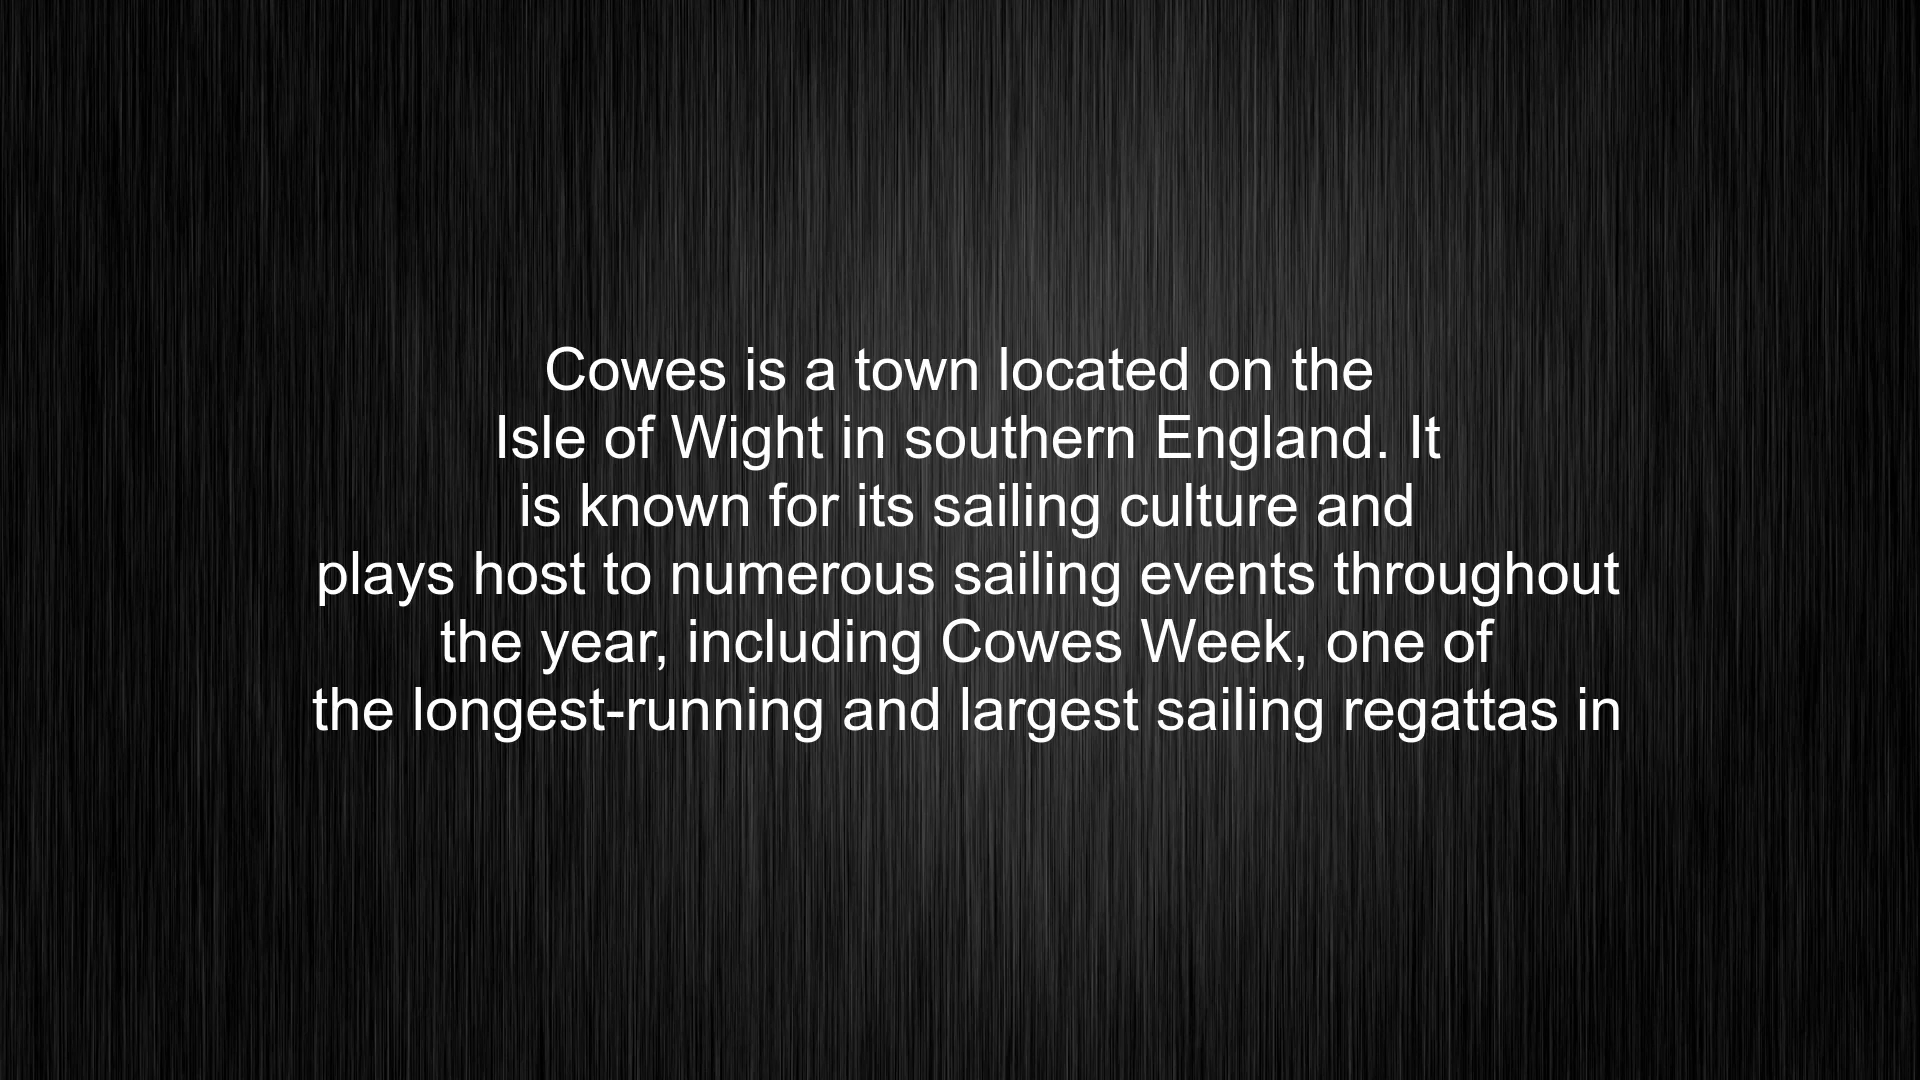 Cowes is a town located on the
Isle of Wight in southern England. It
is known for its sailing culture and
plays host to numerous sailing events throughout
the year, including Cowes Week, one of
the longest-running and largest sailing regattas in